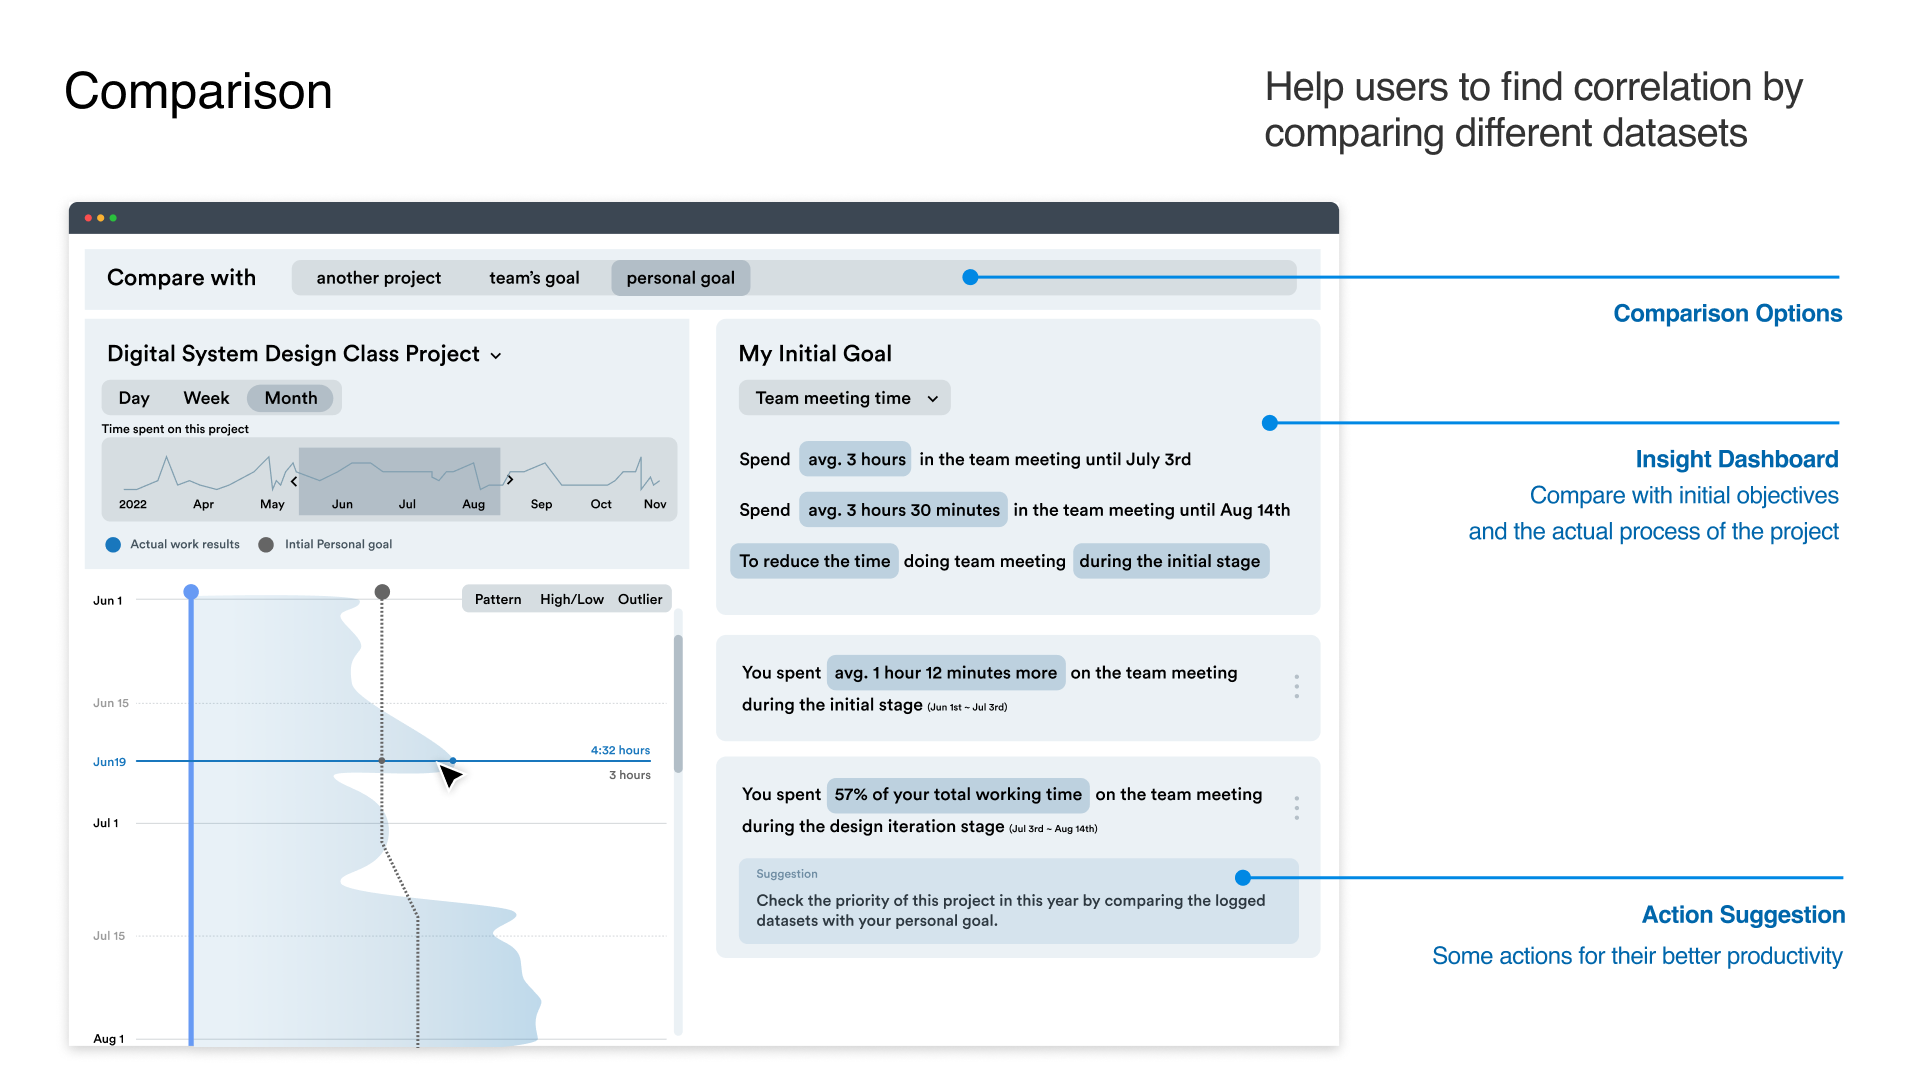 Comparison
Help users to find correlation by
comparing different datasets
Compare with
another project
team's goal
personal goal
Comparison Options
Digital System Design Class Project
Day
Week
Month
Time spent on this project
2022
Apr
May
Jun
Jul
Aug
Sep
Oct
Nov
Actual work results
Intial Personal goal
Jun 1
Pattern
High/Low
Outlier
Jun 15
4:32 hours
Jun19
3 hours
Jul 1
Jul 15
Aug 1
My Initial Goal
Team meeting time
Spend avg. 3 hours in the team meeting until July 3rd
Spend avg. 3 hours 30 minutes in the team meeting until Aug 14th
To reduce the time doing team meeting during the initial stage
Insight Dashboard
Compare with initial objectives
and the actual process of the project
You spent avg. 1 hour 12 minutes more on the team meeting
during the initial stage (Jun 1st ~ Jul 3rd)
You spent 57% of your total working time on the team meeting
during the design iteration stage (Jul 3rd ~ Aug 14th)
Suggestion
Check the priority of this project in this year by comparing the logged
datasets with your personal goal.
Action Suggestion
Some actions for their better productivity